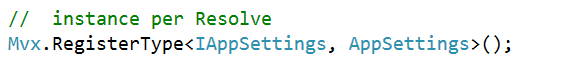 //  instance per Resolve
Mvx.RegisterType<IAppSettings, AppSettings>();